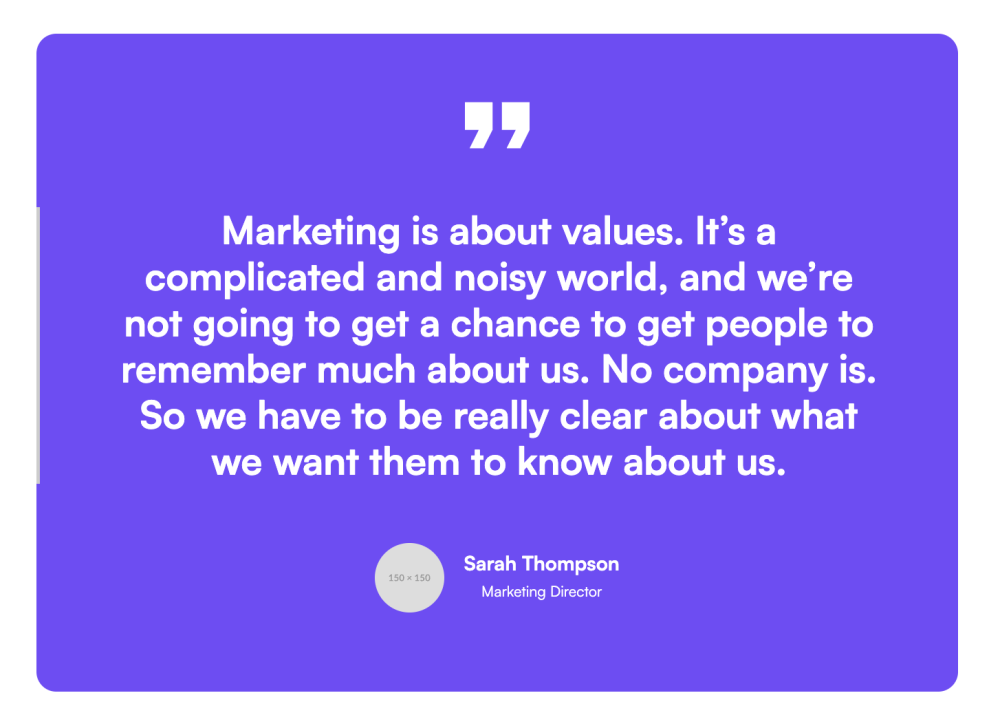 ”
Marketing is about values. It’s a
complicated and noisy world, and we’re
not going to get a chance to get people to
remember much about us. No company is.
So we have to be really clear about what
we want them to know about us.
150 × 150
Sarah Thompson
Marketing Director